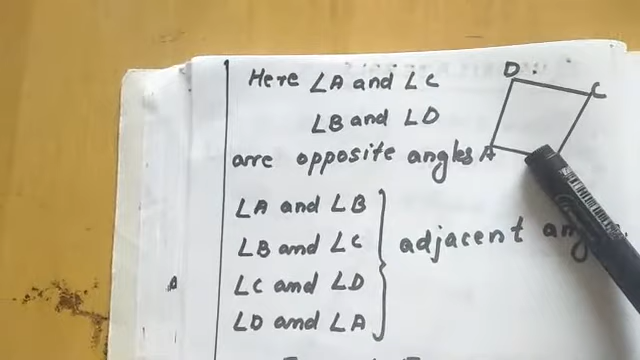 Here ∠A and ∠C
∠B and ∠D
are opposite angles
D
C
A
∠A and ∠B
∠B and ∠C
∠C and ∠D
∠D and ∠A
adjacent
A